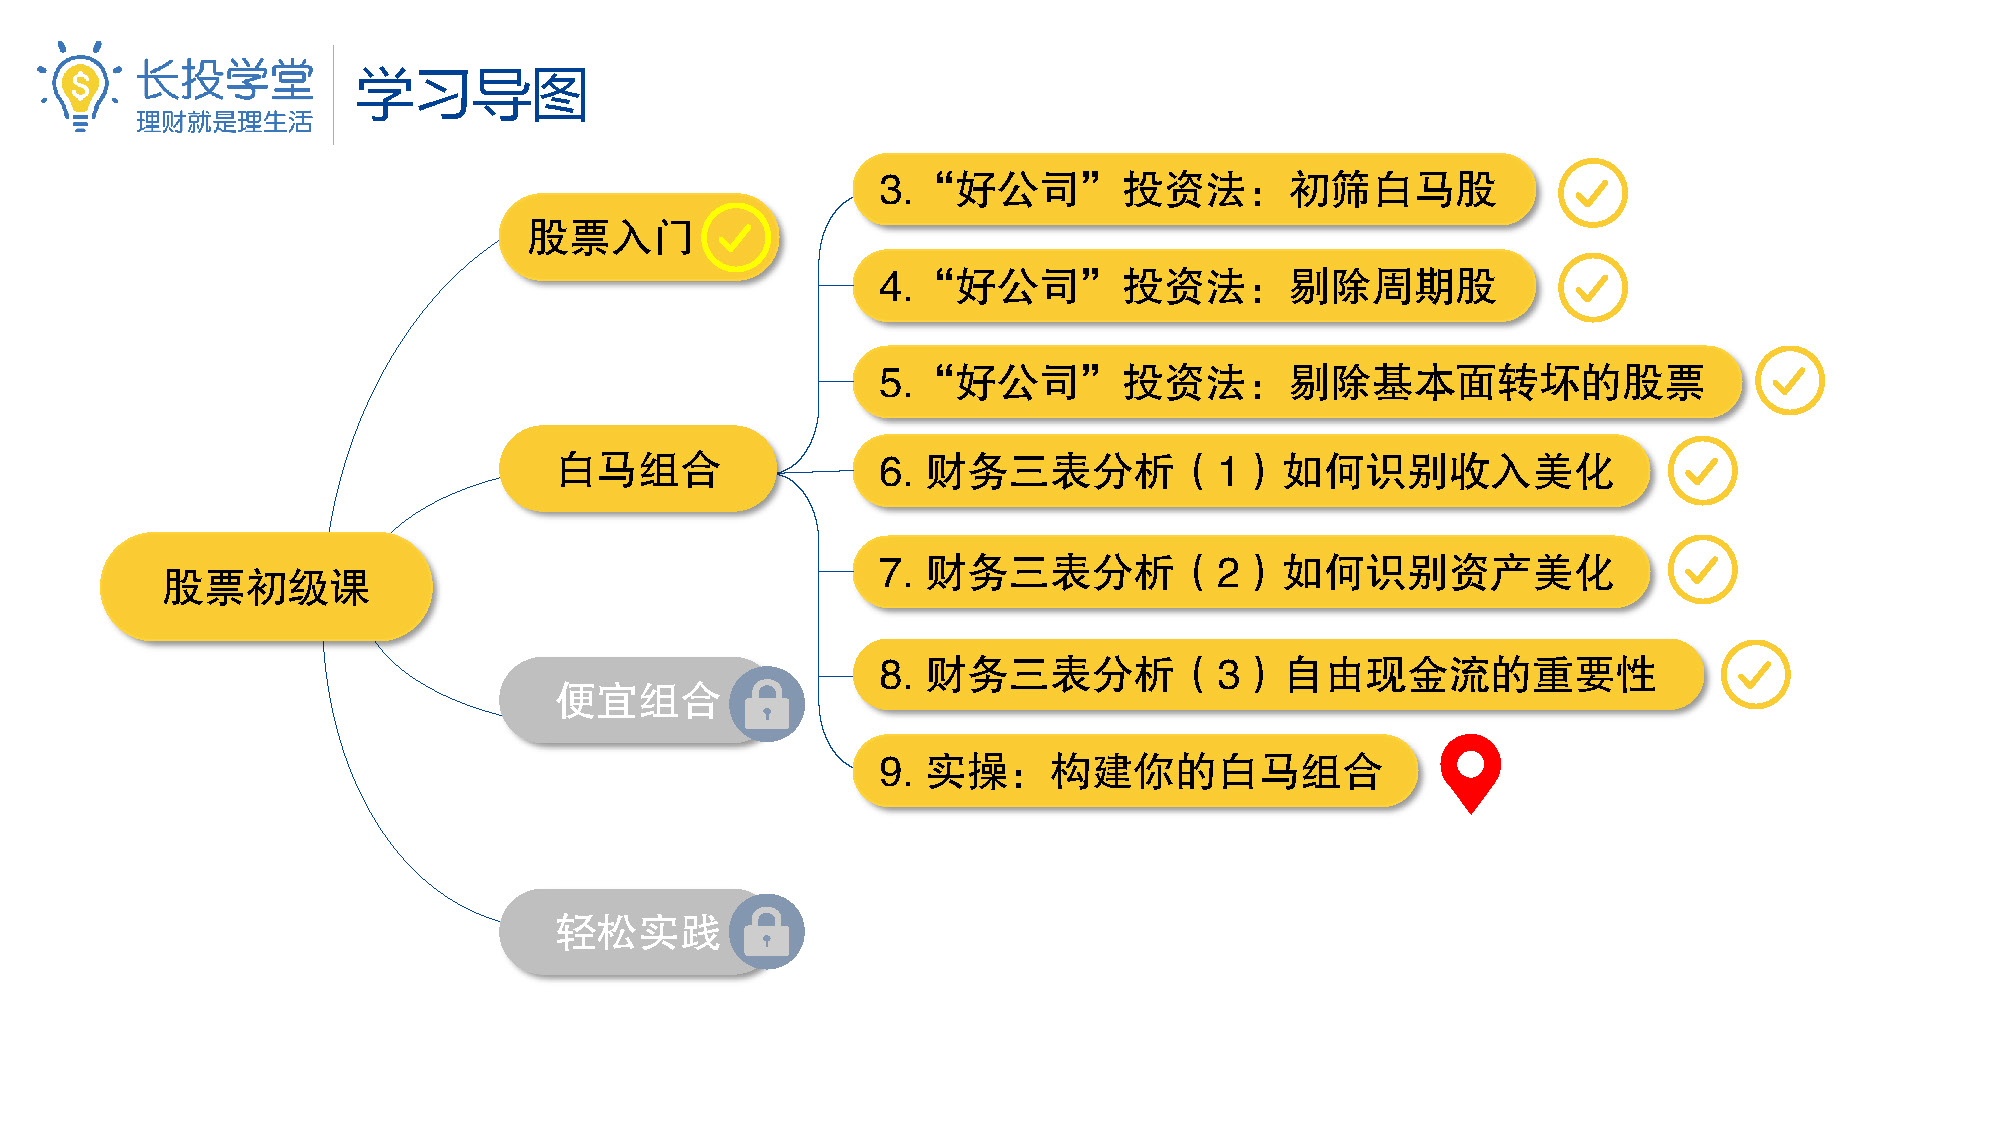 长投学堂
理财就是理生活
学习导图
股票初级课
股票入门
白马组合
3.“好公司”投资法：初筛白马股
4.“好公司”投资法：剔除周期股
5.“好公司”投资法：剔除基本面转坏的股票
6. 财务三表分析（1）如何识别收入美化
7. 财务三表分析（2）如何识别资产美化
8. 财务三表分析（3）自由现金流的重要性
9. 实操：构建你的白马组合
便宜组合
轻松实践